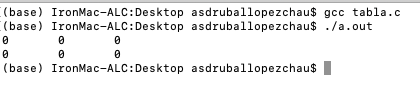 (base) IronMac-ALC:Desktop asdruballopezchau$ gcc tabla.c
(base) IronMac-ALC:Desktop asdruballopezchau$ ./a.out
0 0 0
0 0 0
(base) IronMac-ALC:Desktop asdruballopezchau$